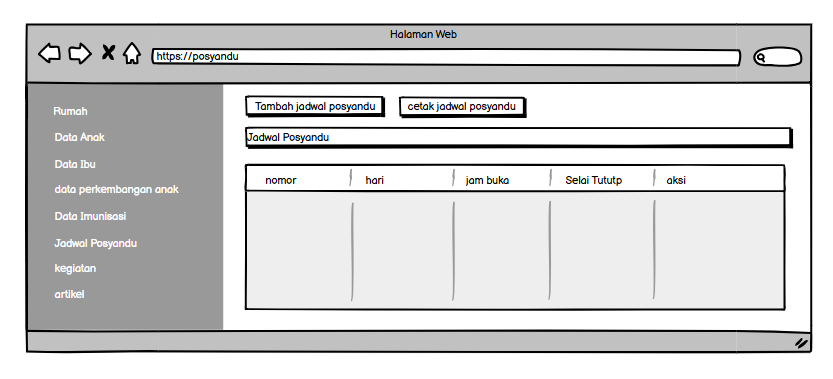 Halaman Web
https://posyandu
Rumah
Data Anak
Data Ibu
data perkembangan anak
Data Imunisasi
Jadwal Posyandu
kegiatan
artikel
Tambah jadwal posyandu cetak jadwal posyandu
Jadwal Posyandu
nomor hari jam buka Selai Tututp aksi